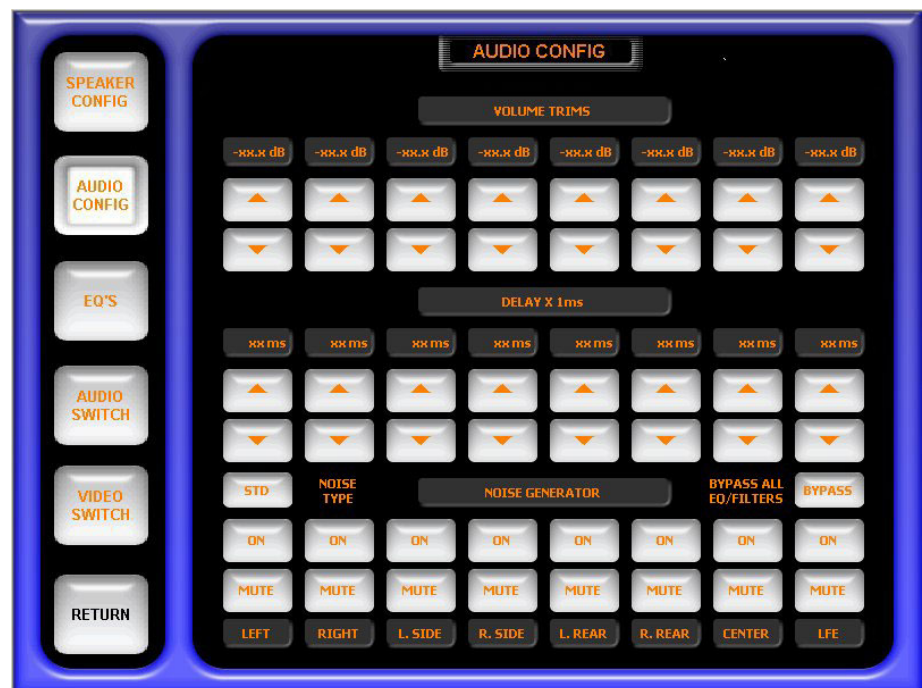 AUDIO CONFIG
SPEAKER
CONFIG
AUDIO
CONFIG
EQ'S
AUDIO
SWITCH
VIDEO
SWITCH
RETURN
VOLUME TRIMS
-xx.x dB -xx.x dB -xx.x dB -xx.x dB -xx.x dB -xx.x dB -xx.x dB -xx.x dB
DELAY X 1ms
xx ms xx ms xx ms xx ms xx ms xx ms xx ms xx ms
STD
NOISE
TYPE
NOISE GENERATOR
BYPASS ALL
EQ/FILTERS
BYPASS
ON ON ON ON ON ON ON ON
MUTE MUTE MUTE MUTE MUTE MUTE MUTE MUTE
LEFT RIGHT L. SIDE R. SIDE L. REAR R. REAR CENTER LFE